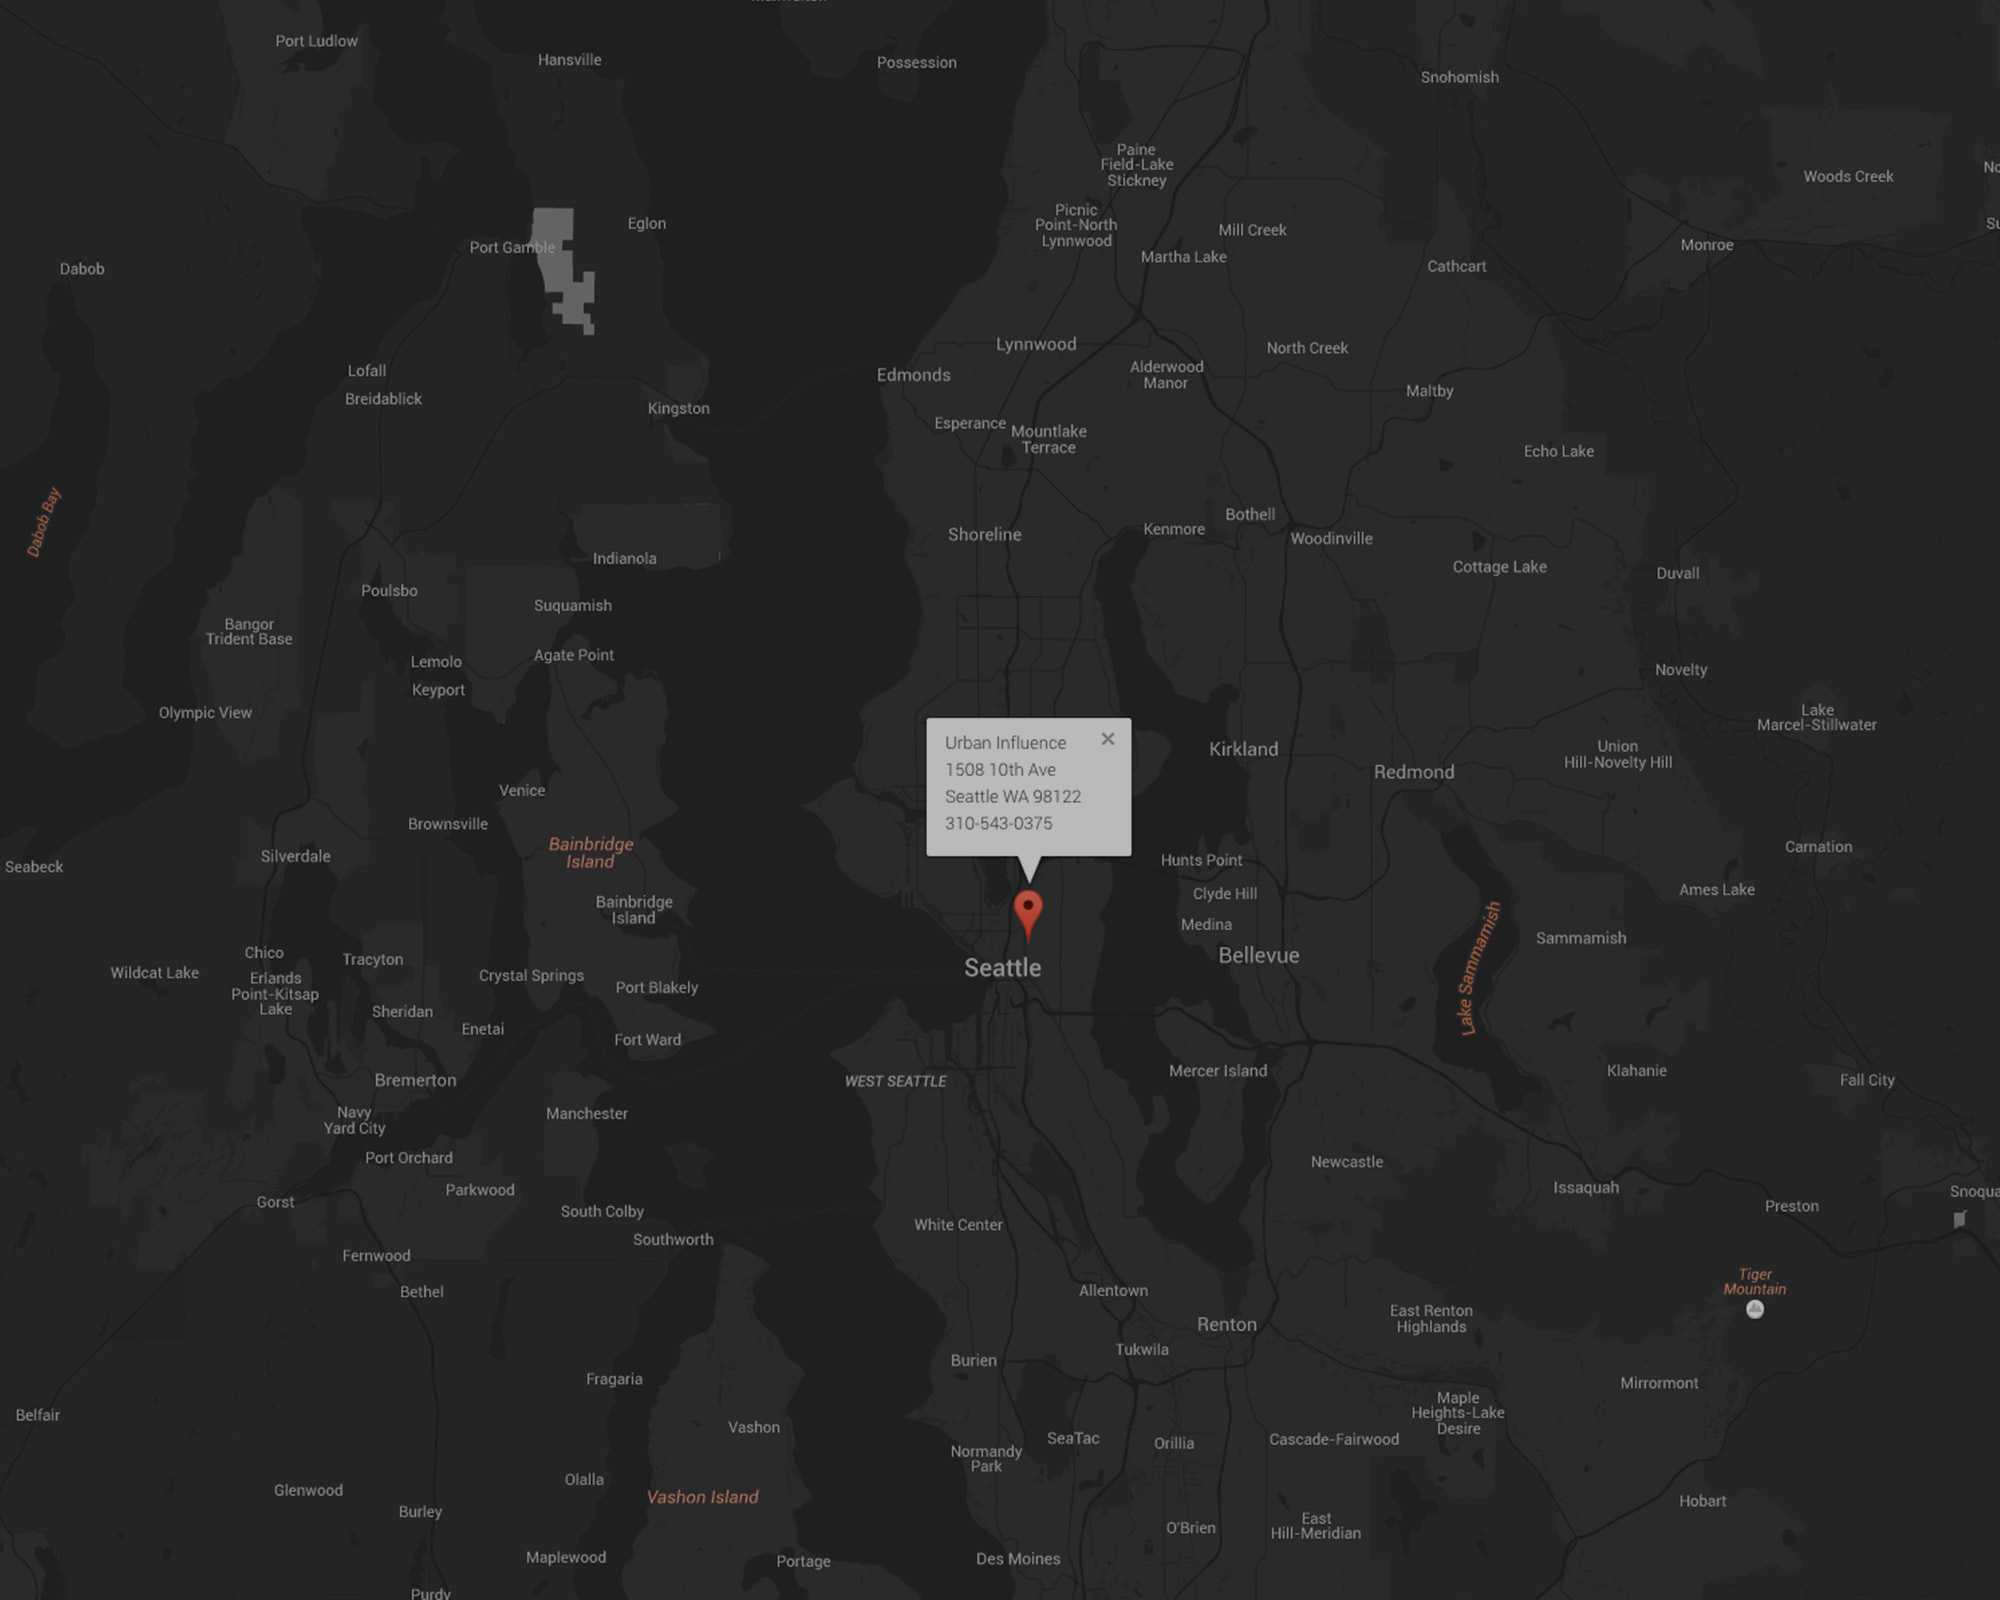 Port Ludlow
Hansville
Possession
Snohomish
Paine
Field-Lake
Stickney
Woods Creek
Picnic
Point-North
Lynnwood
Eglon
Mill Creek
Port Gamble
Monroe
Martha Lake
Cathcart
Dabob
Lynnwood
North Creek
Lofall
Edmonds
Alderwood
Manor
Breidablick
Maltby
Kingston
Esperance
Mountlake
Terrace
Echo Lake
Dabob Bay
Bothell
Kenmore
Shoreline
Woodinville
Indianola
Cottage Lake
Duvall
Poulsbo
Suquamish
Bangor
Trident Base
Agate Point
Lemolo
Novelty
Keyport
Olympic View
Lake
Marcel-Stillwater
Urban Influence
1508 10th Ave
Seattle WA 98122
310-543-0375
Kirkland
Union
Hill-Novelty Hill
Redmond
Venice
Brownsville
Bainbridge
Island
Silverdale
Carnation
Seabeck
Hunts Point
Ames Lake
Clyde Hill
Bainbridge
Island
Medina
Lake Sammamish
Sammamish
Chico
Tracyton
Bellevue
Wildcat Lake
Seattle
Crystal Springs
Erlands
Point-Kitsap
Lake
Port Blakely
Sheridan
Enetai
Fort Ward
Mercer Island
Klahanie
Bremerton
WEST SEATTLE
Fall City
Navy
Yard City
Manchester
Port Orchard
Newcastle
Parkwood
Issaquah
Snoqua
Gorst
South Colby
Preston
White Center
Southworth
Fernwood
Tiger
Mountain
Bethel
Allentown
East Renton
Highlands
Renton
Tukwila
Burien
Fragaria
Mirrormont
Maple
Heights-Lake
Desire
Belfair
Vashon
SeaTac
Orillia
Cascade-Fairwood
Normandy
Park
Olalla
Glenwood
Vashon Island
Hobart
Burley
East
Hill-Meridian
O'Brien
Maplewood
Portage
Des Moines
Purdy